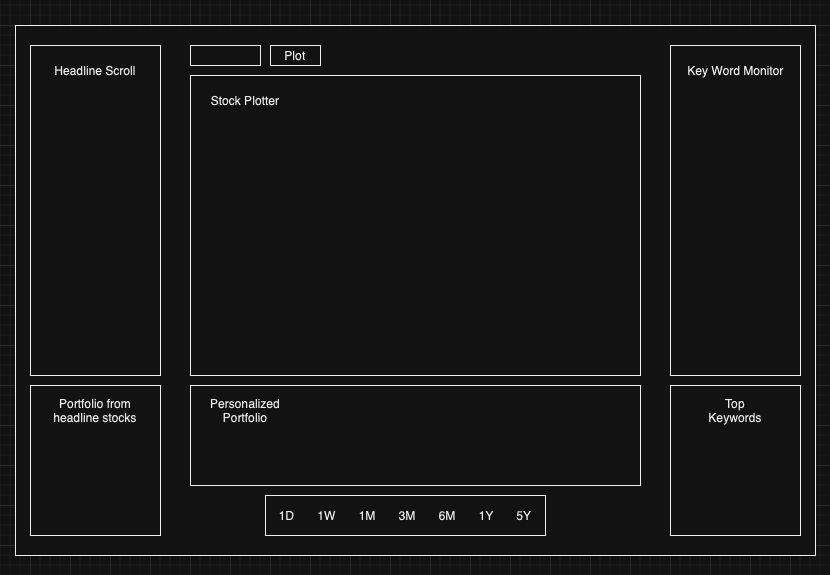 Headline Scroll
Plot
Key Word Monitor
Stock Plotter
Portfolio from
headline stocks
Personalized
Portfolio
Top
Keywords
1D 1W 1M 3M 6M 1Y 5Y